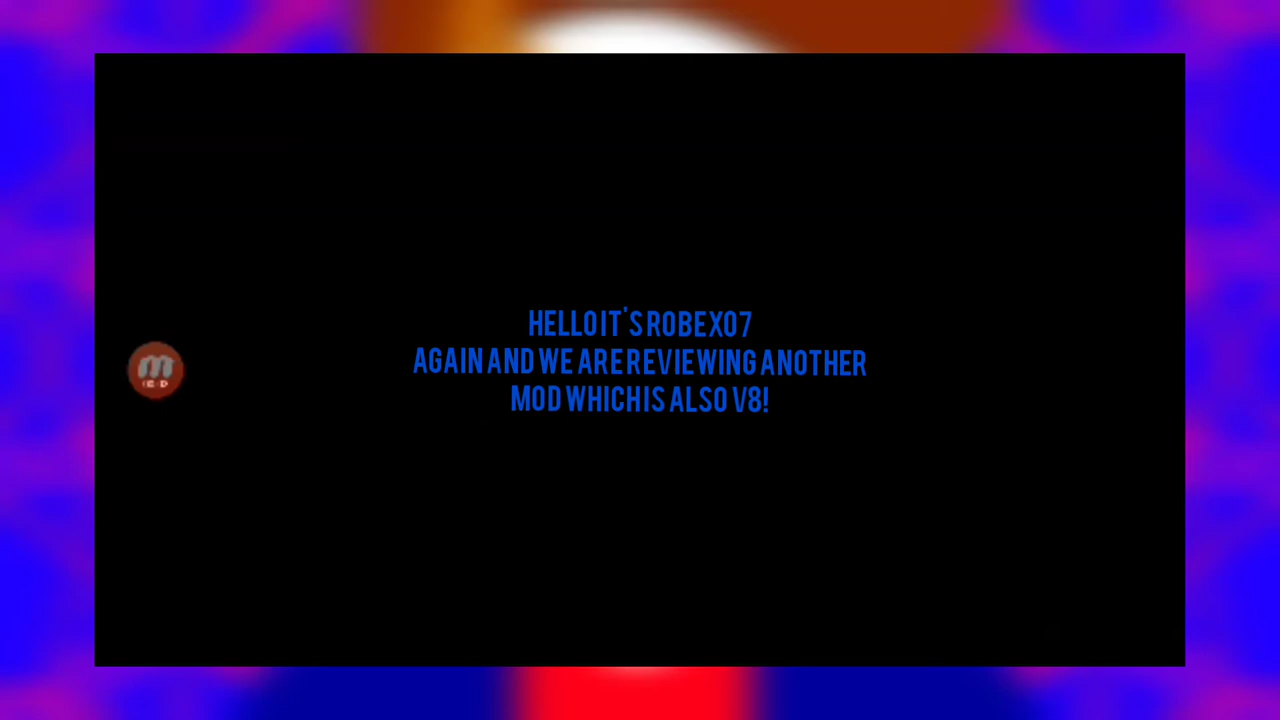 HELLO IT'S ROBEX07
AGAIN AND WE ARE REVIEWING ANOTHER
MOD WHICH IS ALSO V8!